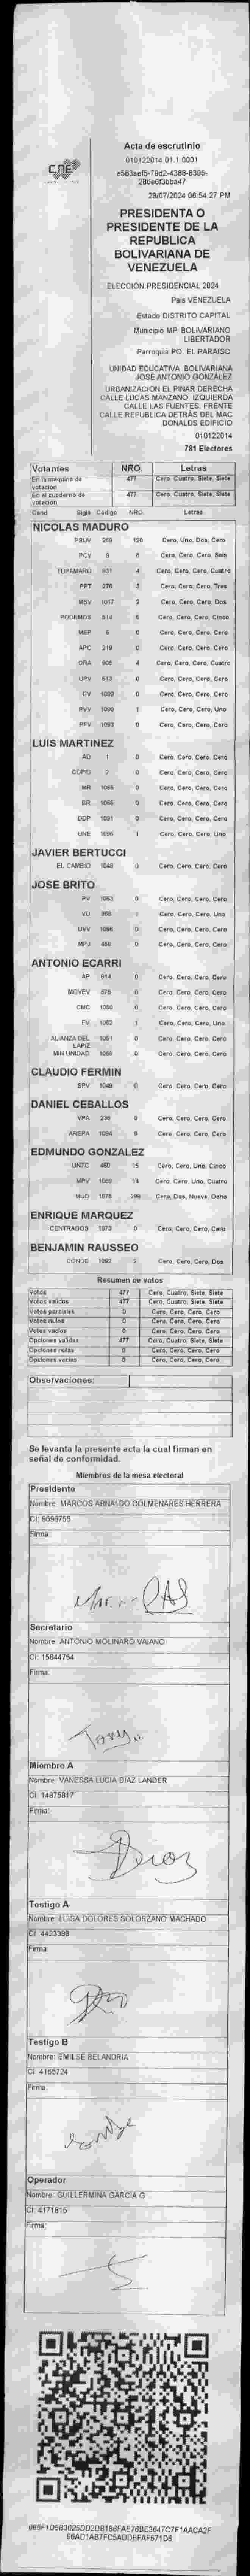 CNE
Acta de escrutinio
010122014.01.1.0001
e583aef5-79d2-4388-8395-
286e6f3bba47
28/07/2024 06:54:27 PM
PRESIDENTA O
PRESIDENTE DE LA
REPUBLICA
BOLIVARIANA DE
VENEZUELA
ELECCIÓN PRESIDENCIAL 2024
Pais VENEZUELA
Estado DISTRITO CAPITAL
Municipio MP. BOLIVARIANO
LIBERTADOR
Parroquia PQ. EL PARAISO
UNIDAD EDUCATIVA BOLIVARIANA
JOSE ANTONIO GONZÁLEZ
URBANIZACION EL PINAR DERECHA
CALLE LUCAS MANZANO. IZQUIERDA
CALLE LAS FUENTES. FRENTE
CALLE REPUBLICA DETRÁS DEL MAC
DONALDS EDIFICIO
010122014
781 Electores
Votantes NRO. Letras
En la maquina de 477 Cero, Cuatro, Siete, Siete
votación
En el cuaderno de 477 Cero, Cuatro, Siete, Siete
votación
Cand Sigla Código NRO. Letras
NICOLAS MADURO
PSUV 269 120 Cero, Uno, Dos, Cero
PCV 6 Cero, Cero, Cero, Seis
TUPAMARO 931 4 Cero, Cero, Cero, Cuatro
PPT 270 3 Cero, Cero, Cero, Tres
MSV 1017 2 Cero, Cero, Cero, Dos
PODEMOS 514 5 Cero, Cero, Cero, Cinco
MEP 0 Cero, Cero, Cero, Cero
APC 219 0 Cero, Cero, Cero, Cero
ORA 905 4 Cero, Cero, Cero, Cuatro
UPV 613 0 Cero, Cero, Cero, Cero
EV 0 Cero, Cero, Cero, Cero
PVV 1090 1 Cero, Cero, Cero, Uno
PFV 1093 0 Cero, Cero, Cero, Cero
LUIS MARTINEZ
AD 1 0 Cero, Cero, Cero, Cero
COPEI 2 0 Cero, Cero, Cero, Cero
MR 1065 0 Cero, Cero, Cero, Cero
BR 1066 0 Cero, Cero, Cero, Cero
DDP 1091 0 Cero, Cero, Cero, Cero
UNE 1095 1 Cero, Cero, Cero, Uno
JAVIER BERTUCCI
EL CAMBIO 1048 0 Cero, Cero, Cero, Cero
JOSE BRITO
PV 1053 0 Cero, Cero, Cero, Cero
VU 968 1 Cero, Cero, Cero, Uno
UVV 1096 0 Cero, Cero, Cero, Cero
MPJ 0 Cero, Cero, Cero, Cero
ANTONIO ECARRI
AP 814 0 Cero, Cero, Cero, Cero
MOVEV 875 0 Cero, Cero, Cero, Cero
CMC 1050 0 Cero, Cero, Cero, Cero
FV 1062 1 Cero, Cero, Cero, Uno
ALIANZA DEL 1051 0 Cero, Cero, Cero, Cero
LAPIZ
MIN UNIDAD 0 Cero, Cero, Cero, Cero
CLAUDIO FERMIN
SPV 1049 0 Cero, Cero, Cero, Cero
DANIEL CEBALLOS
VPA 236 0 Cero, Cero, Cero, Cero
AREPA 1094 0 Cero, Cero, Cero, Cero
EDMUNDO GONZALEZ
UNTC 15 Cero, Cero, Uno, Cinco
MPV 1069 14 Cero, Cero, Uno, Cuatro
MUD 1075 298 Cero, Dos, Nueve, Ocho
ENRIQUE MARQUEZ
CENTRADOS 1073 0 Cero, Cero, Cero, Cero
BENJAMIN RAUSSEO
CONDE 1092 2 Cero, Cero, Cero, Dos
Resumen de votos
Votos 477 Cero, Cuatro, Siete, Siete
Votos validos 477 Cero, Cuatro, Siete, Siete
Votos parciales 0 Cero, Cero, Cero, Cero
Votos nulos 0 Cero, Cero, Cero, Cero
Votos vacios 0 Cero, Cero, Cero, Cero
Opciones validas 477 Cero, Cuatro, Siete, Siete
Opciones nulas 0 Cero, Cero, Cero, Cero
Opciones vacias 0 Cero, Cero, Cero, Cero
Observaciones:
Se levanta la presente acta la cual firman en
señal de conformidad.
Miembros de la mesa electoral
Presidente
Nombre: MARCOS ARNALDO COLMENARES HERRERA
CI: 9696755
Firma:
Secretario
Nombre: ANTONIO MOLINARO VAIANO
CI: 15844754
Firma:
Tony
Miembro A
Nombre: VANESSA LUCIA DIAZ LANDER
CI: 14875817
Firma:
Diaz
Testigo A
Nombre: LUISA DOLORES SOLORZANO MACHADO
CI: 4423388
Firma:
Testigo B
Nombre: EMILSE BELANDRIA
CI: 4165724
Firma:
Operador
Nombre: GUILLERMINA GARCIA G
CI: 4171815
Firma: